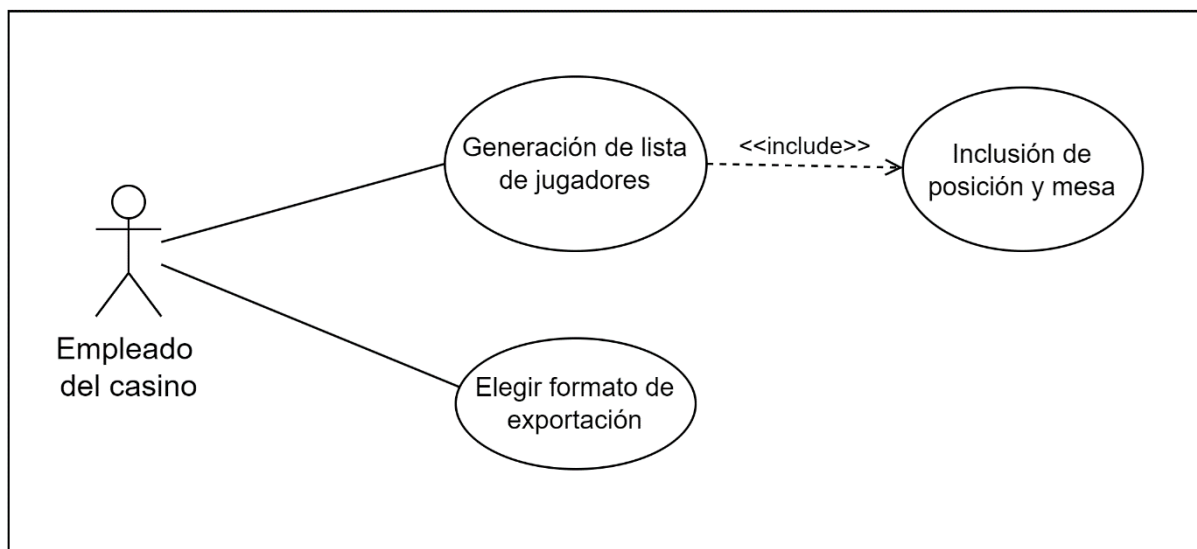 Generación de lista
de jugadores
<<include>>
Inclusión de
posición y mesa
Empleado
del casino
Elegir formato de
exportación